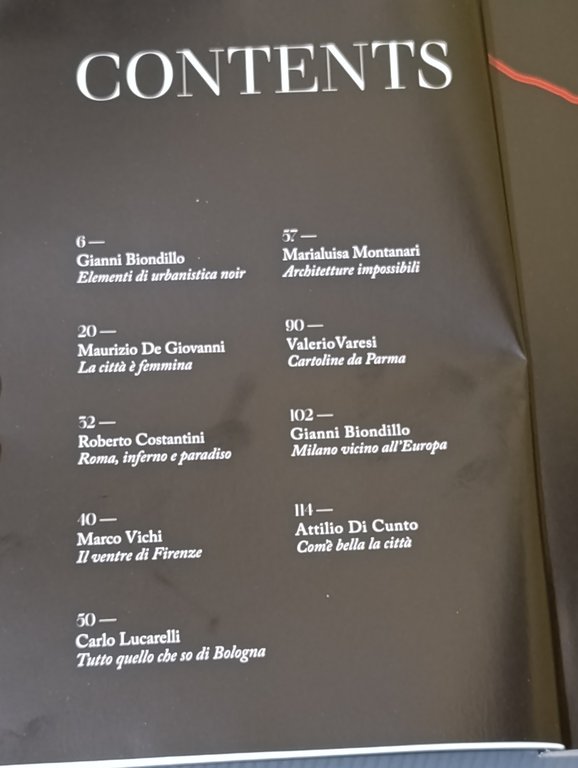 CONTENTS
6—
Gianni Biondillo
Elementi di urbanistica noir
20—
Maurizio De Giovanni
La città è femmina
32—
Roberto Costantini
Roma, inferno e paradiso
40—
Marco Vichi
Il ventre di Firenze
50—
Carlo Lucarelli
Tutto quello che so di Bologna
57—
Marialuisa Montanari
Architetture impossibili
90—
ValerioVaresi
Cartoline da Parma
102—
Gianni Biondillo
Milano vicino all'Europa
114—
Attilio Di Cunto
Com'è bella la città